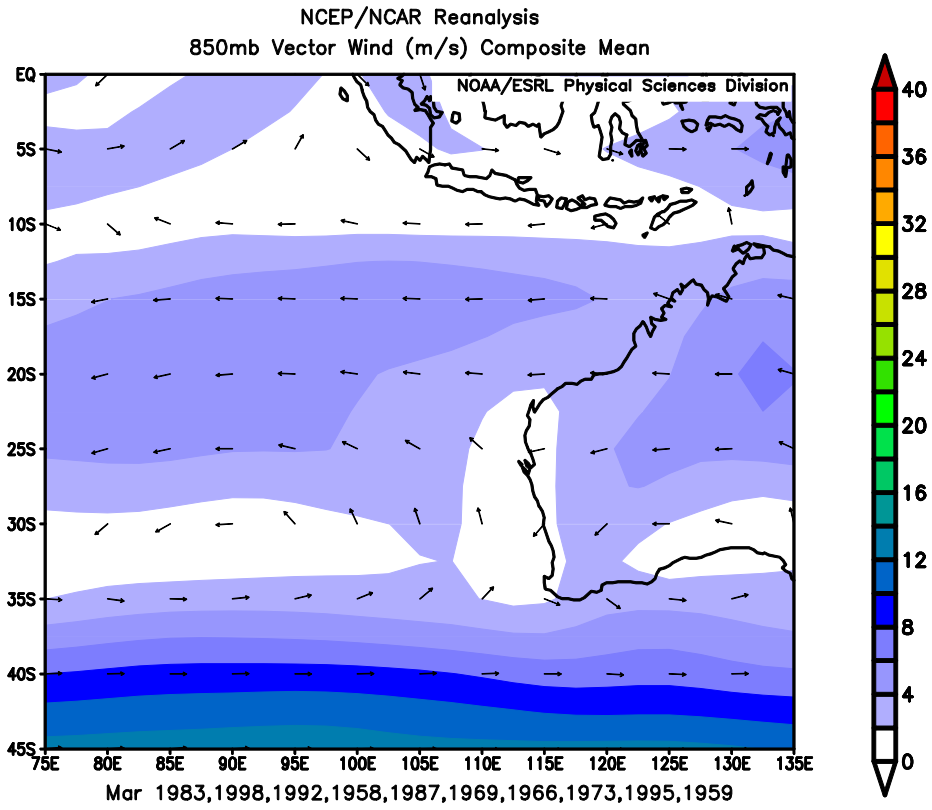 NCEP/NCAR Reanalysis
850mb Vector Wind (m/s) Composite Mean
NOAA/ESRL Physical Sciences Division
EQ
5S
10S
15S
20S
25S
30S
35S
40S
45S
75E 80E 85E 90E 95E 100E 105E 110E 115E 120E 125E 130E 135E
40
36
32
28
24
20
16
12
8
4
0
Mar 1983,1998,1992,1958,1987,1969,1966,1973,1995,1959